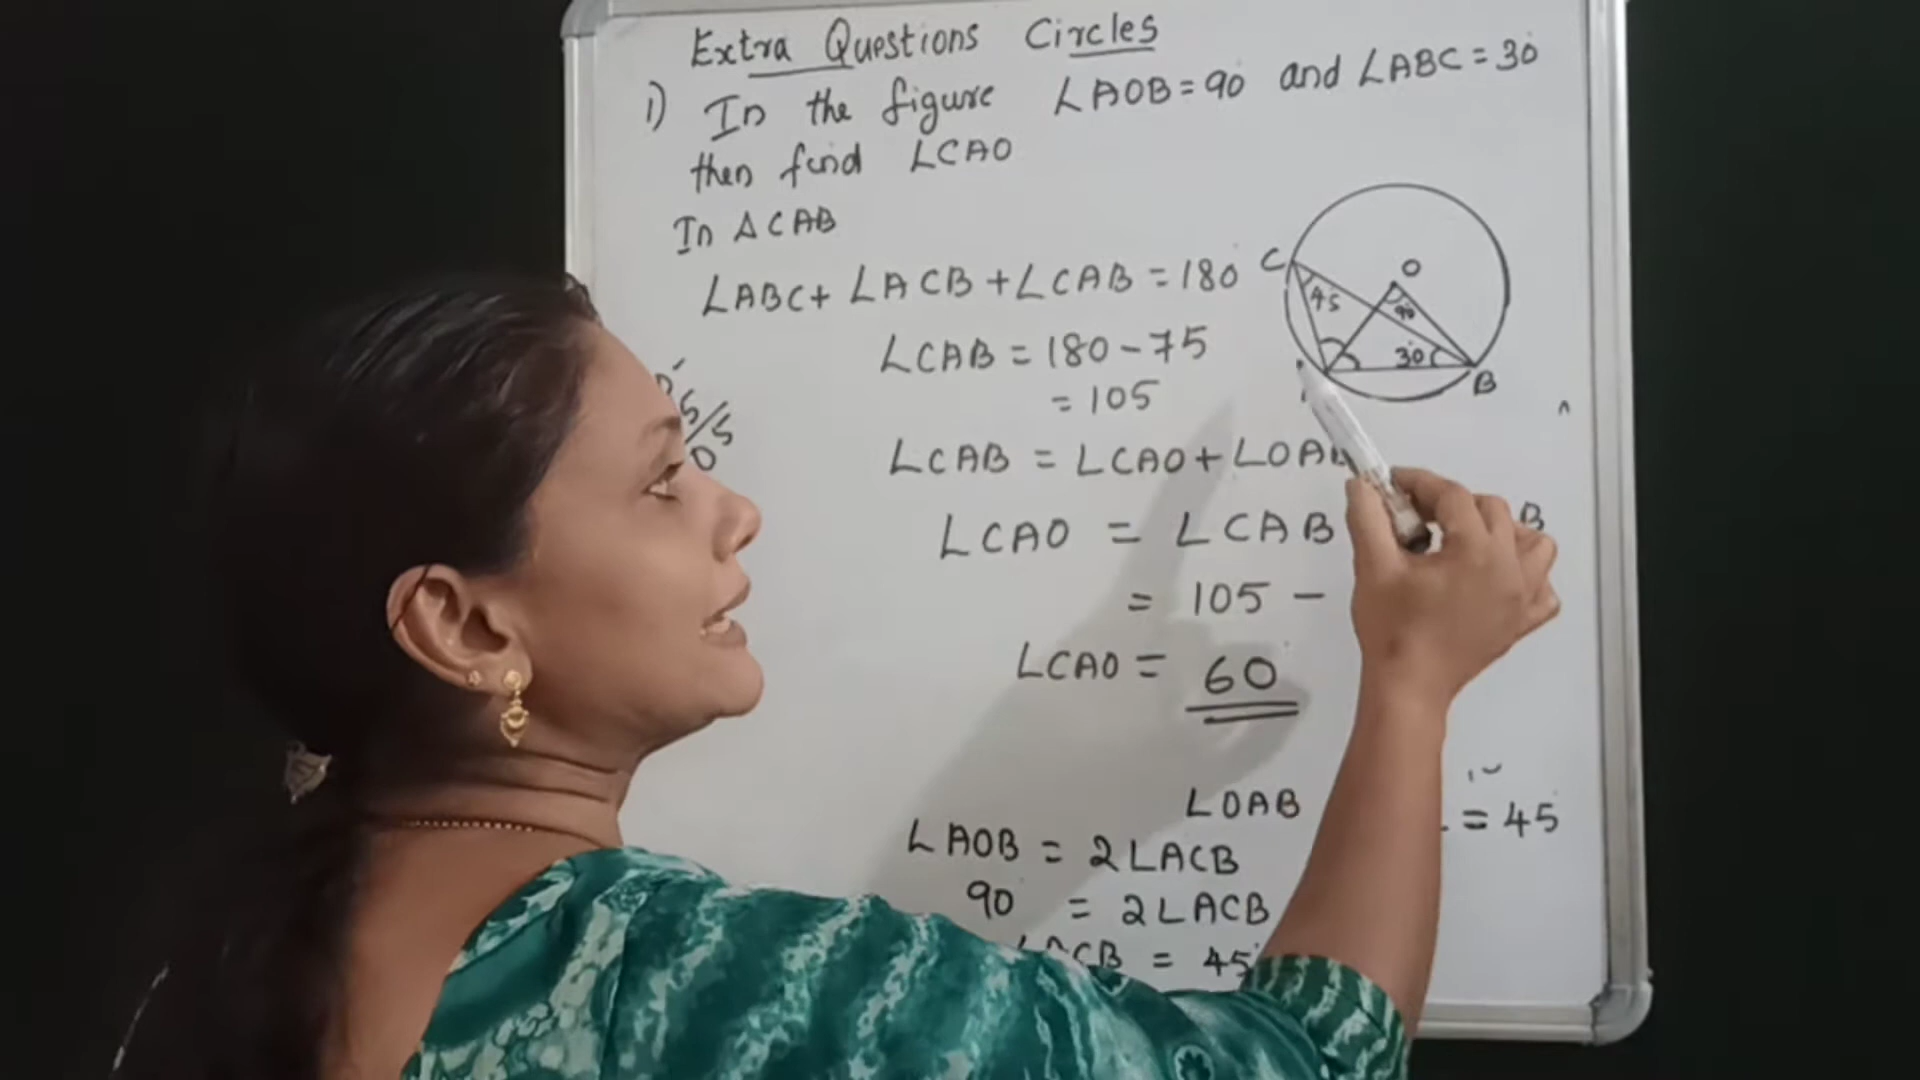 Extra Questions Circles
1) In the figure ∠AOB = 90° and ∠ABC = 30°
then find ∠CAO
In ΔCAB
∠ABC + ∠ACB + ∠CAB = 180°
∠CAB = 180 - 75
= 105
∠CAB = ∠CAO + ∠OA
∠CAO = ∠CAB B
= 105 -
∠CAO = 60°
∠OAB = 45°
∠AOB = 2∠ACB
90 = 2∠ACB
∠ACB = 45°
C
O
45
90
30
B